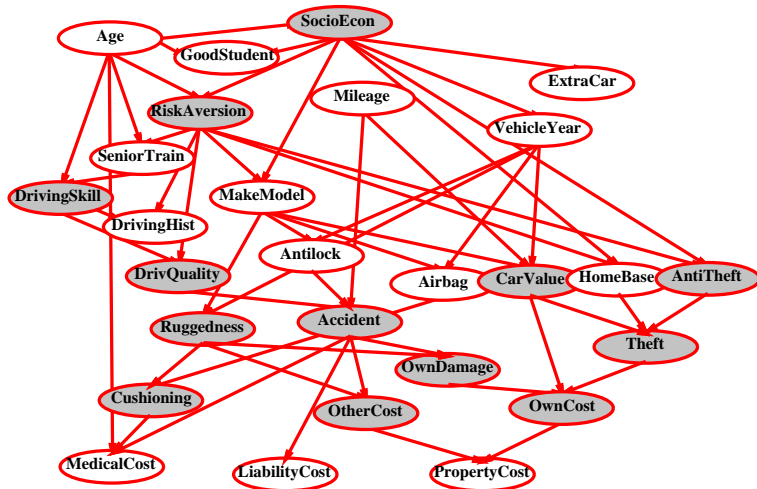 SocioEcon
Age
GoodStudent
ExtraCar
Mileage
RiskAversion
VehicleYear
SeniorTrain
DrivingSkill
MakeModel
DrivingHist
Antilock
DrivQuality
Airbag
CarValue
HomeBase
AntiTheft
Ruggedness
Accident
Theft
OwnDamage
Cushioning
OtherCost
OwnCost
MedicalCost
LiabilityCost
PropertyCost